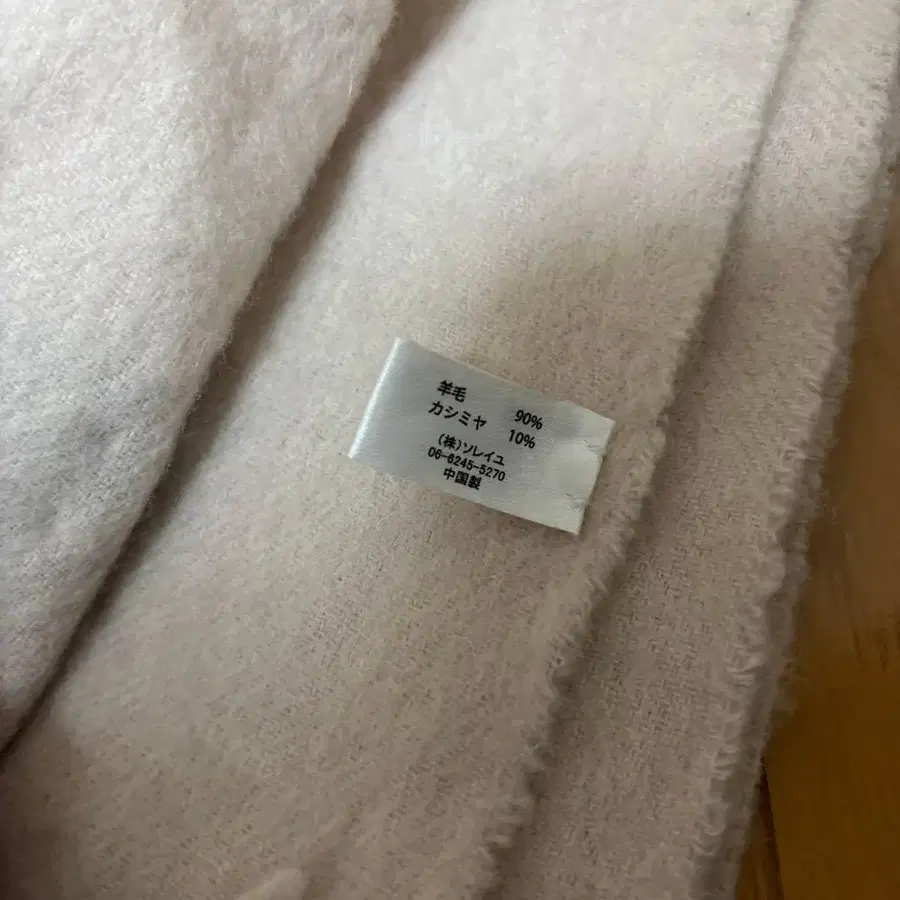 羊毛 90%
カシミヤ 10%
(株)ソレイユ
06-6245-5270
中国製